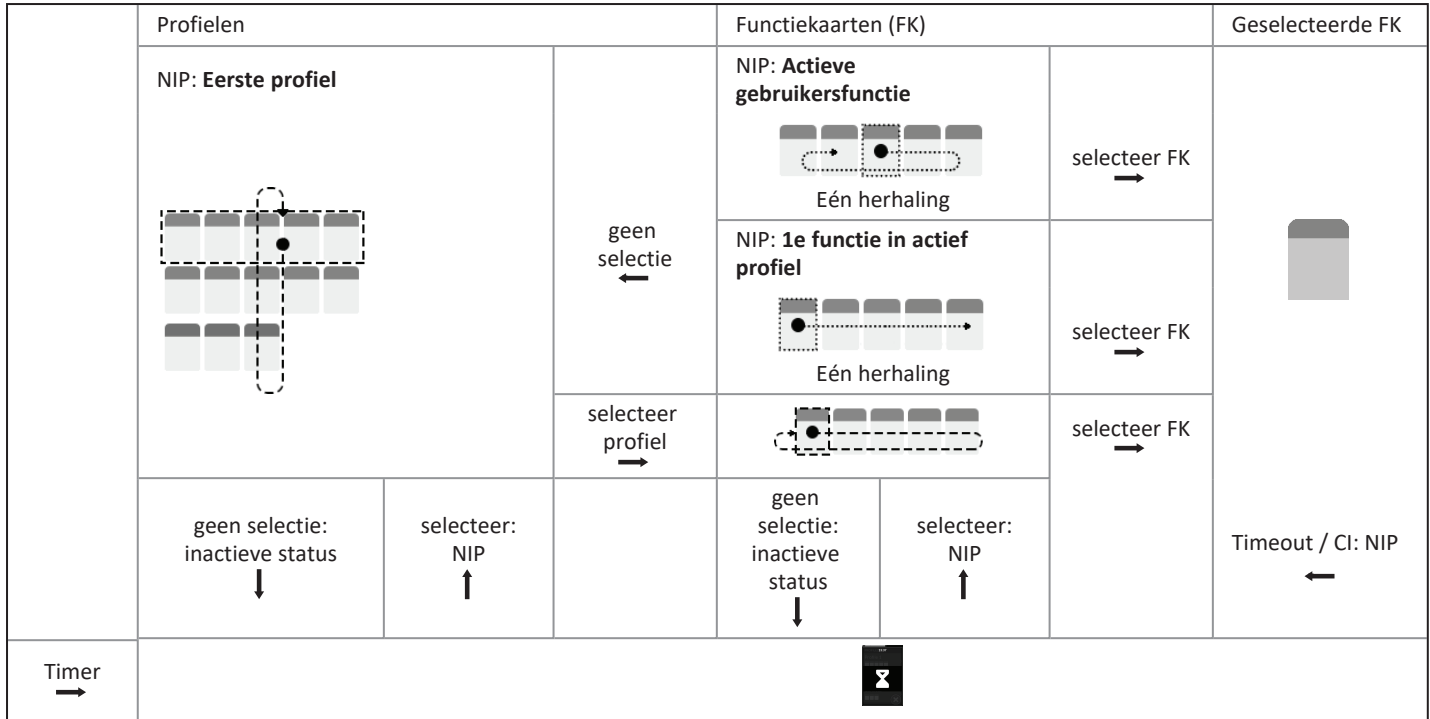 Profielen
Functiekaarten (FK)
Geselecteerde FK
NIP: Eerste profiel
geen
selectie
NIP: Actieve
gebruikersfunctie
Eén herhaling
selecteer FK
NIP: 1e functie in actief
profiel
Eén herhaling
selecteer FK
selecteer
profiel
selecteer FK
geen selectie:
inactieve status
selecteer:
NIP
geen
selectie:
inactieve
status
selecteer:
NIP
Timeout / CI: NIP
Timer